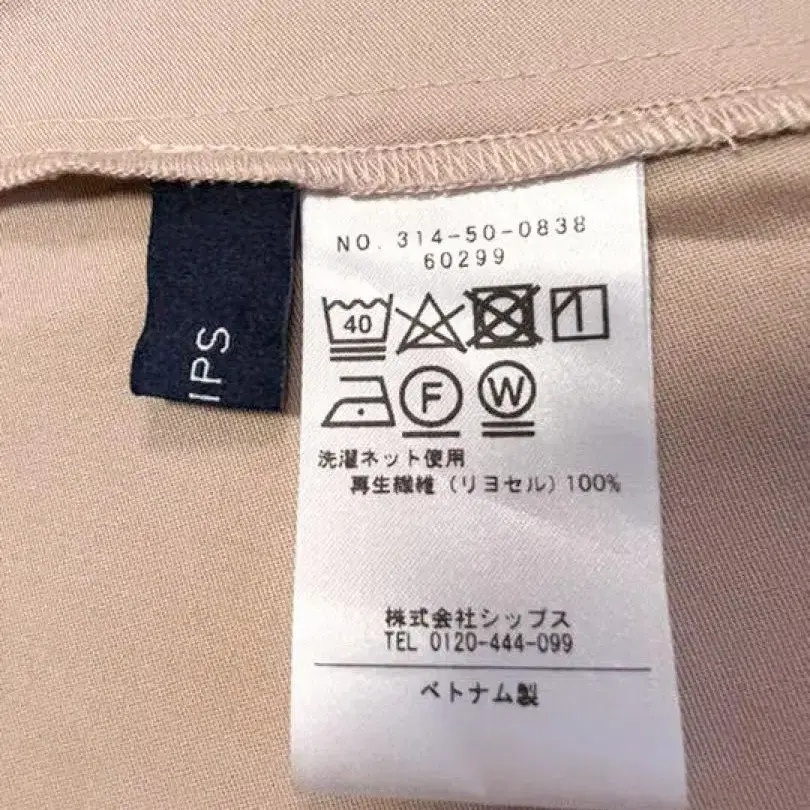 NO. 314-50-0838
60299
40
F
W
洗濯ネット使用
再生繊維 (リヨセル) 100%
株式会社シップス
TEL 0120-444-099
ベトナム製
IPS